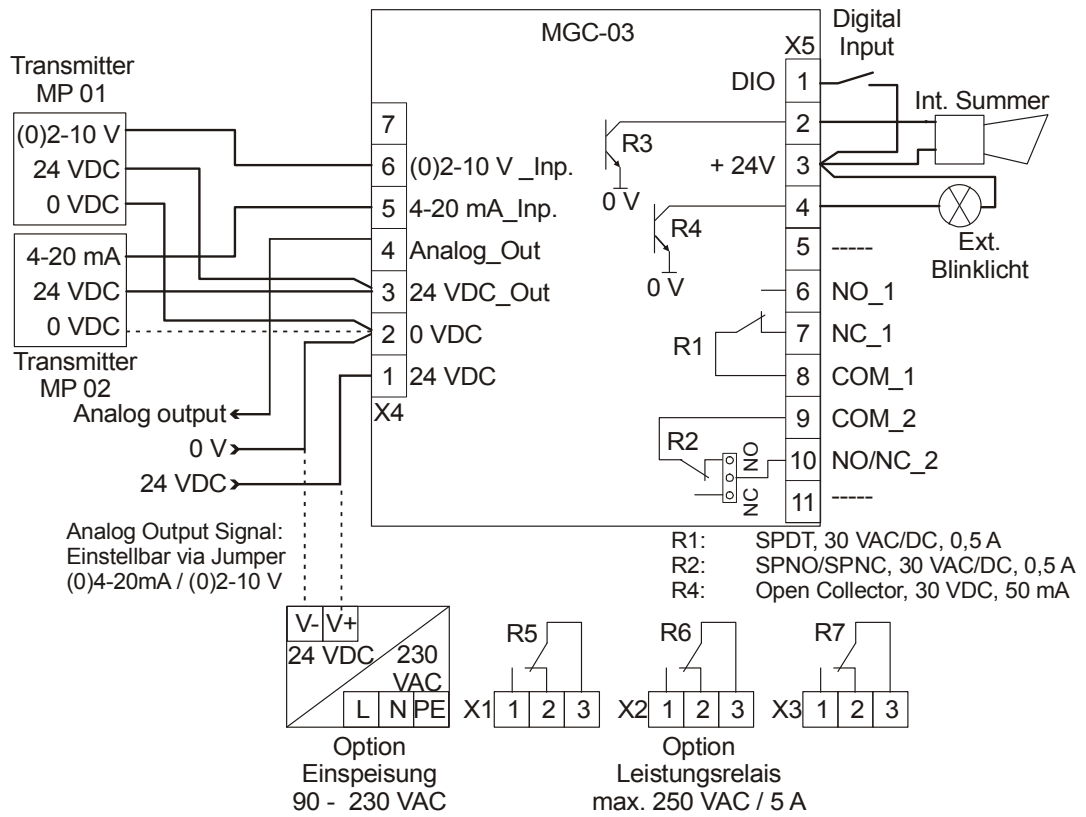 MGC-03
Transmitter
MP 01
(0)2-10 V
24 VDC
0 VDC
4-20 mA
24 VDC
0 VDC
Transmitter
MP 02
Analog output
0 V
24 VDC
7
6 (0)2-10 V _Inp.
5 4-20 mA_Inp.
4 Analog_Out
3 24 VDC_Out
2 0 VDC
1 24 VDC
X4
R3
0 V
R4
0 V
R1
R2
NO
NC
X5
DIO 1
2
+ 24V 3
4
5 -----
6 NO_1
7 NC_1
8 COM_1
9 COM_2
10 NO/NC_2
11 -----
Digital
Input
Int. Summer
Ext.
Blinklicht
Analog Output Signal:
Einstellbar via Jumper
(0)4-20mA / (0)2-10 V
R1: SPDT, 30 VAC/DC, 0,5 A
R2: SPNO/SPNC, 30 VAC/DC, 0,5 A
R4: Open Collector, 30 VDC, 50 mA
V- V+
24 VDC
230
VAC
L N PE
Option
Einspeisung
90 - 230 VAC
R5
X1 1 2 3
R6
X2 1 2 3
R7
X3 1 2 3
Option
Leistungsrelais
max. 250 VAC / 5 A